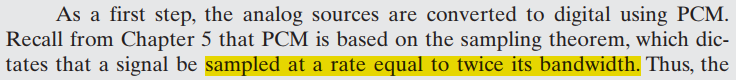 As a first step, the analog sources are converted to digital using PCM.
Recall from Chapter 5 that PCM is based on the sampling theorem, which dic-
tates that a signal be sampled at a rate equal to twice its bandwidth. Thus, the